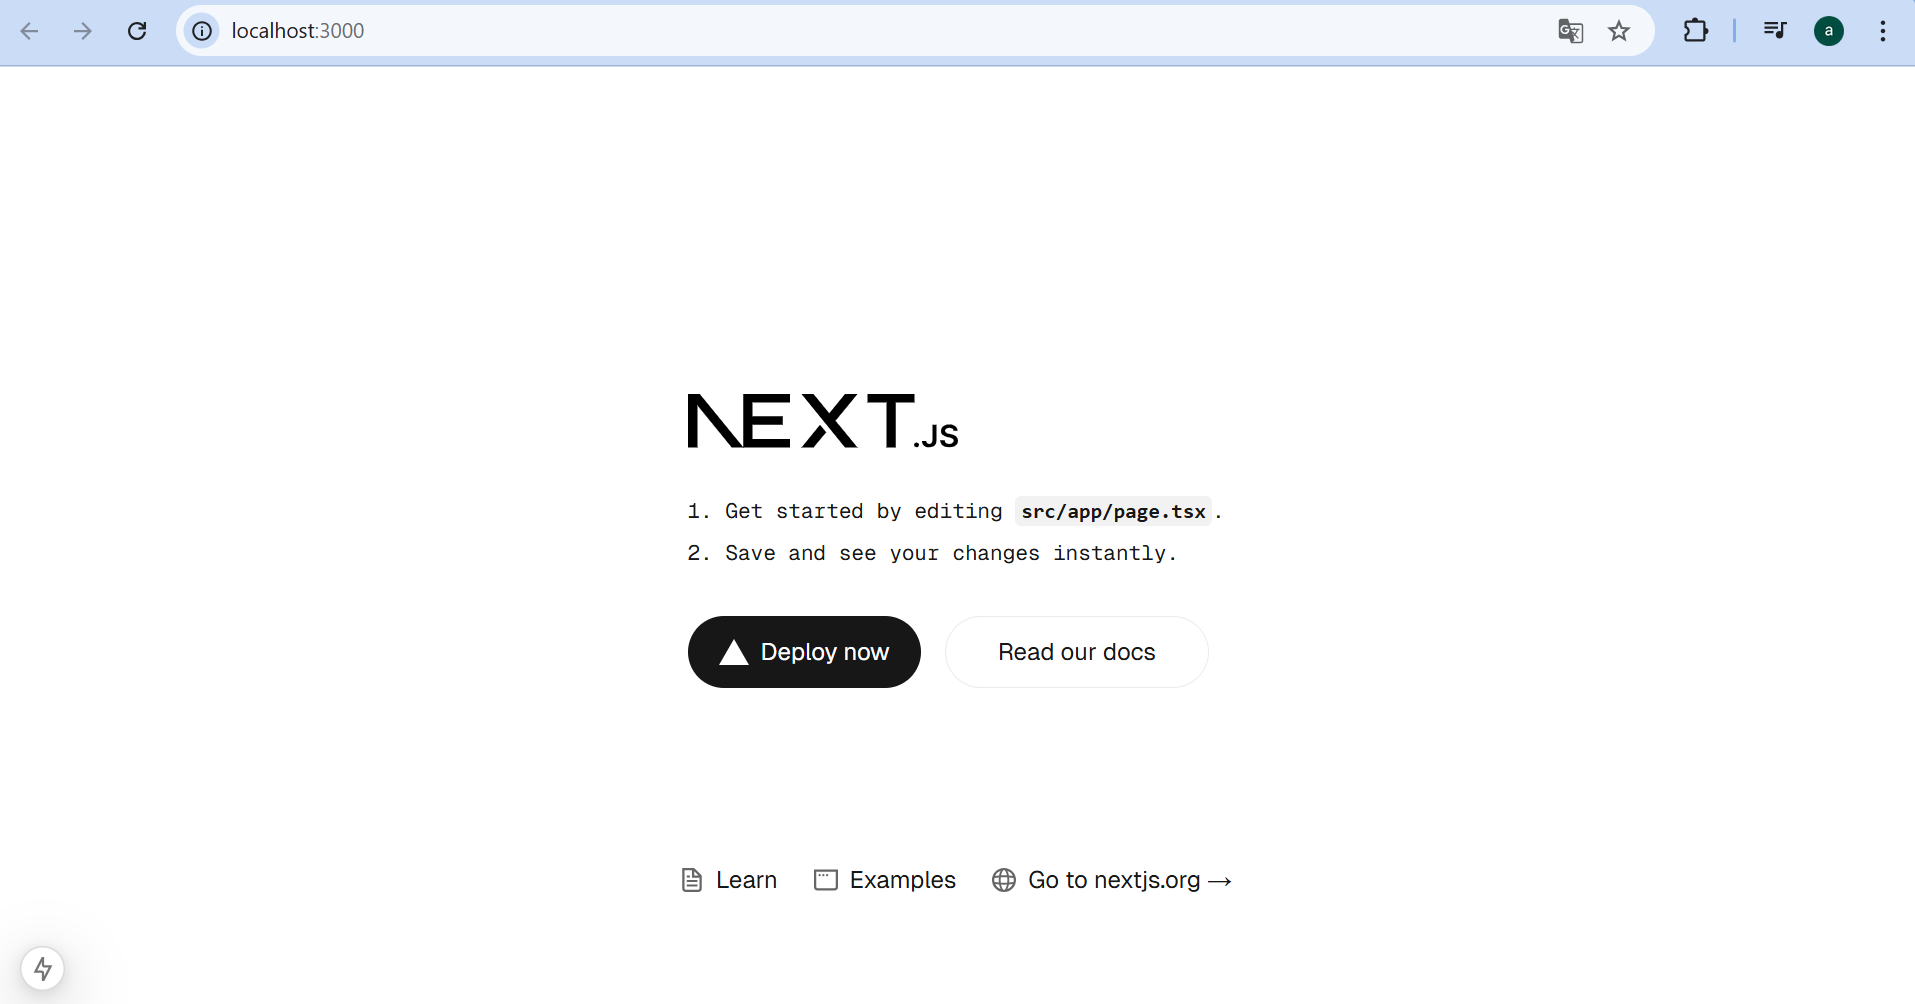 localhost:3000
a
NEXT.JS
1. Get started by editing src/app/page.tsx.
2. Save and see your changes instantly.
Deploy now
Read our docs
Learn
Examples
Go to nextjs.org →